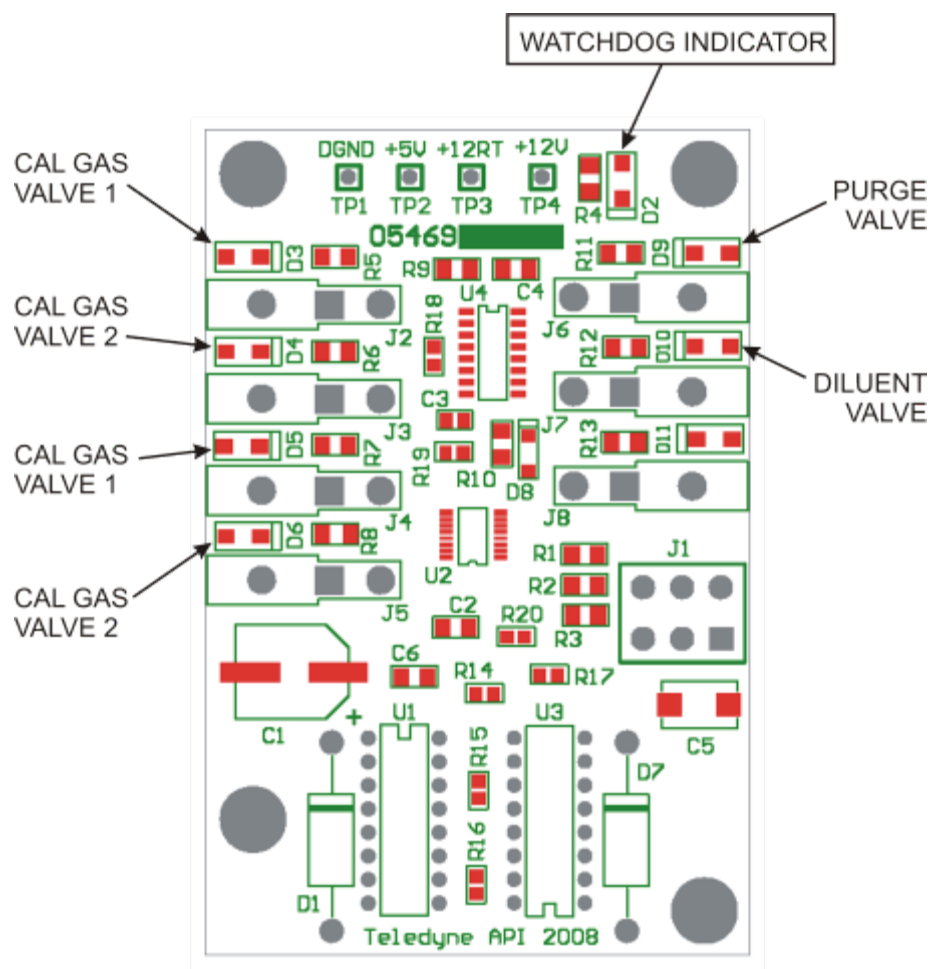 WATCHDOG INDICATOR
CAL GAS
VALVE 1
CAL GAS
VALVE 2
CAL GAS
VALVE 1
CAL GAS
VALVE 2
PURGE
VALVE
DILUENT
VALVE
DGND +5V +12RT +12V
TP1 TP2 TP3 TP4
R4 D2
05469
D3 R5 R9 U4 C4 R11 D9
J2 R18 J6
D4 R6 R12 D10
J3 C3 J7
D5 R7 R19 R10 D8 R13 D11
J4 J8
D6 R8 U2 R1 J1
R2
J5 C2 R20 R3
C6 R14 R17
C1 + U1 R15 U3 C5
D7
R16
D1
Teledyne API 2008